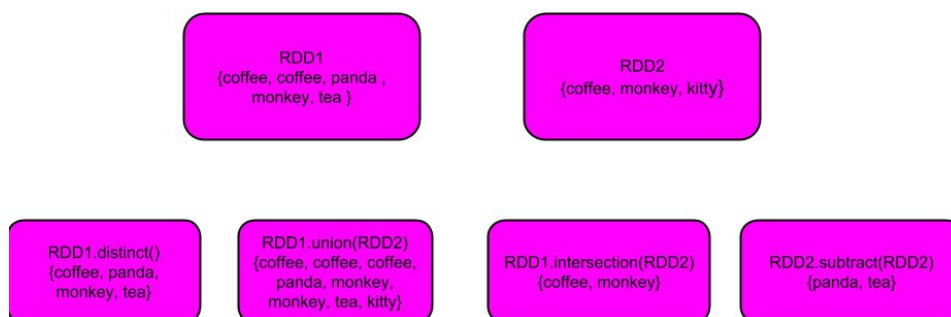 RDD1
{coffee, coffee, panda ,
monkey, tea }
RDD2
{coffee, monkey, kitty}
RDD1.distinct()
{coffee, panda,
monkey, tea}
RDD1.union(RDD2)
{coffee, coffee, coffee,
panda, monkey,
monkey, tea, kitty}
RDD1.intersection(RDD2)
{coffee, monkey}
RDD2.subtract(RDD2)
{panda, tea}